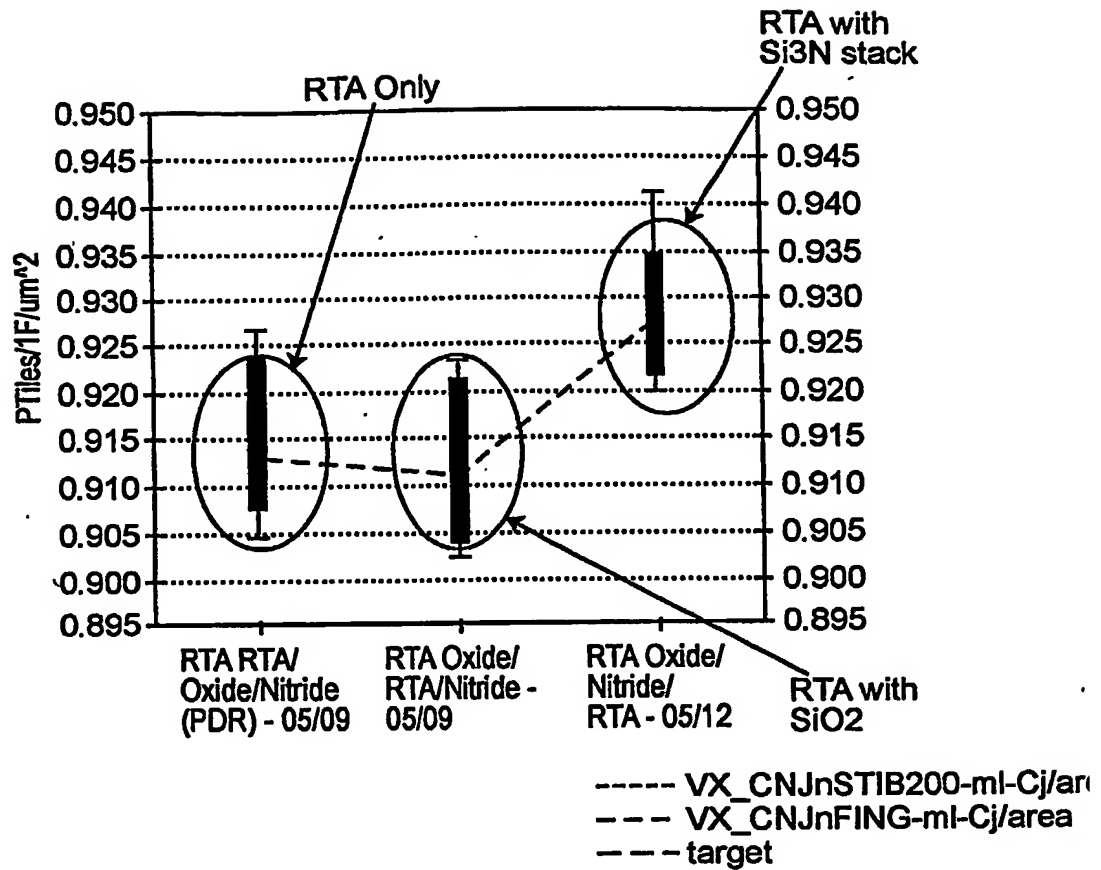 RTA with
Si3N stack
RTA Only
0.950
0.945
0.940
0.935
0.930
0.925
0.920
0.915
0.910
0.905
0.900
0.895
PTiles/1F/um^2
0.950
0.945
0.940
0.935
0.930
0.925
0.920
0.915
0.910
0.905
0.900
0.895
RTA RTA/
Oxide/Nitride
(PDR) - 05/09
RTA Oxide/
RTA/Nitride -
05/09
RTA Oxide/
Nitride/
RTA - 05/12
RTA with
SiO2
VX_CNJnSTIB200-ml-Cj/ar
VX_CNJnFING-ml-Cj/area
target